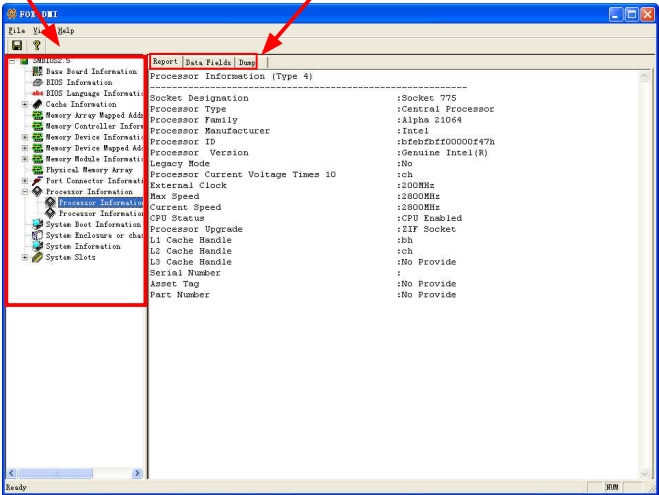 FOX DMI
File Vi Help
SMBIOS2.5
Base Board Information
BIOS Information
BIOS Language Informatic
Cache Information
Memory Array Mapped Addr
Memory Controller Inform
Memory Device Informatic
Memory Device Mapped Add
Memory Module Informatic
Physical Memory Array
Port Connector Informati
Processor Information
Processor Informatio
Processor Informatio
System Boot Information
System Enclosure or chas
System Information
System Slots
Report Data Fields Dump
Processor Information (Type 4)
Socket Designation :Socket 775
Processor Type :Central Processor
Processor Family :Alpha 21064
Processor Manufacturer :Intel
Processor ID :bfebfbff00000f47h
Processor Version :Genuine Intel(R)
Legacy Mode :No
Processor Current Voltage Times 10 :ch
External Clock :200MHz
Max Speed :2800MHz
Current Speed :2800MHz
CPU Status :CPU Enabled
Processor Upgrade :ZIF Socket
L1 Cache Handle :bh
L2 Cache Handle :ch
L3 Cache Handle :No Provide
Serial Number :
Asset Tag :No Provide
Part Number :No Provide
Ready NUM